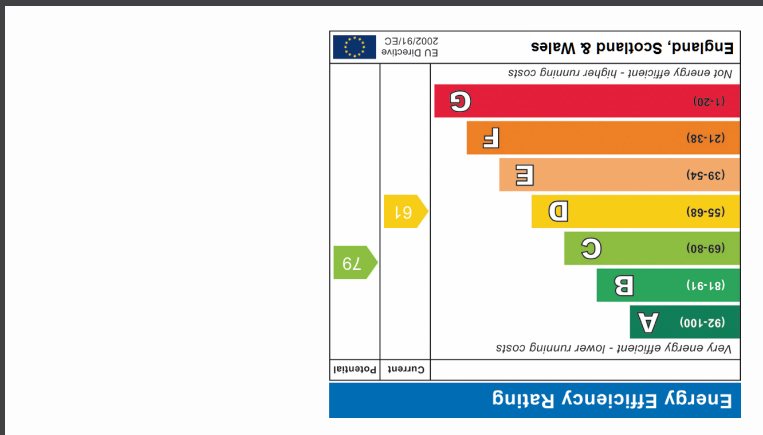 Energy Efficiency Rating
Current Potential
Very energy efficient - lower running costs
(92-100) A
(81-91) B
(69-80) C
79
(55-68) D
61
(39-54) E
(21-38) F
(1-20) G
Not energy efficient - higher running costs
England, Scotland & Wales
EU Directive
2002/91/EC